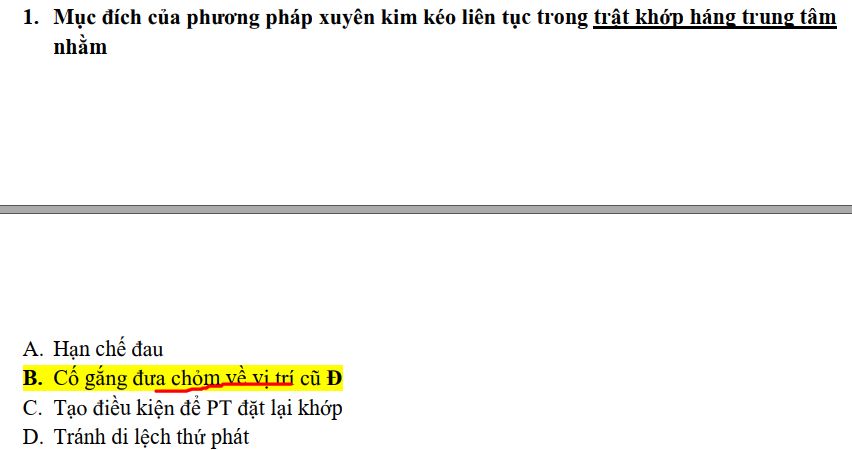 1. Mục đích của phương pháp xuyên kim kéo liên tục trong trật khớp háng trung tâm
nhằm
A. Hạn chế đau
B. Cố gắng đưa chỏm về vị trí cũ Đ
C. Tạo điều kiện để PT đặt lại khớp
D. Tránh di lệch thứ phát